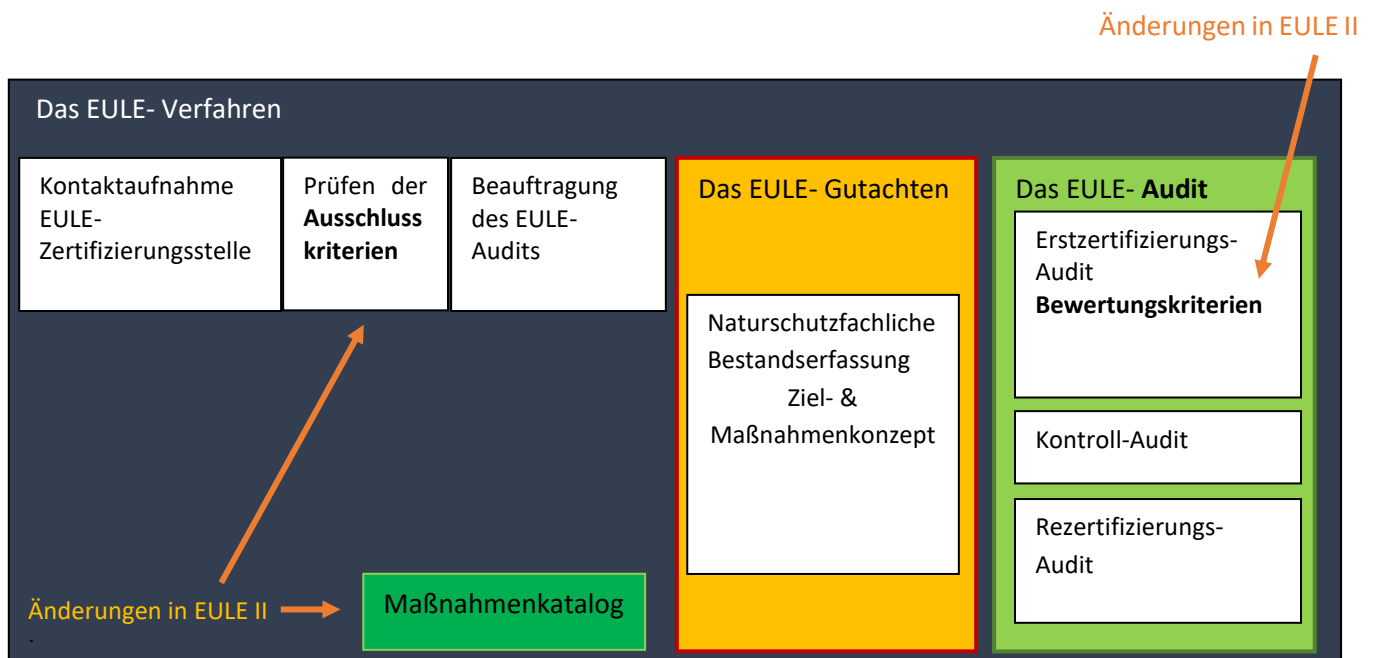 Änderungen in EULE II
Das EULE- Verfahren
Kontaktaufnahme
EULE-
Zertifizierungsstelle
Prüfen der
Ausschluss
kriterien
Beauftragung
des EULE-
Audits
Das EULE- Gutachten
Naturschutzfachliche
Bestandserfassung
Ziel- &
Maßnahmenkonzept
Das EULE- Audit
Erstzertifizierungs-
Audit
Bewertungskriterien
Kontroll-Audit
Rezertifizierungs-
Audit
Änderungen in EULE II
.
Maßnahmenkatalog